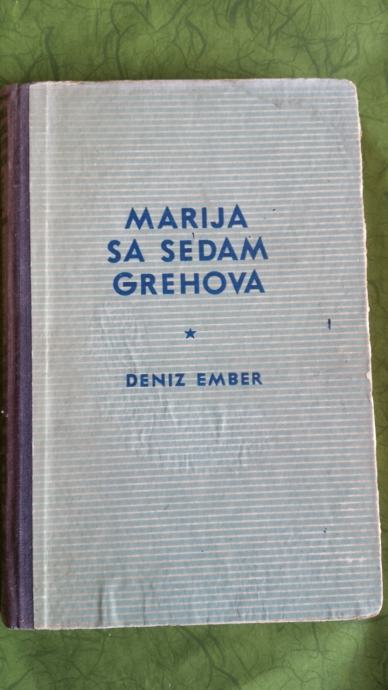 MARIJA
SA SEDAM
GREHOVA
★
DENIZ EMBER